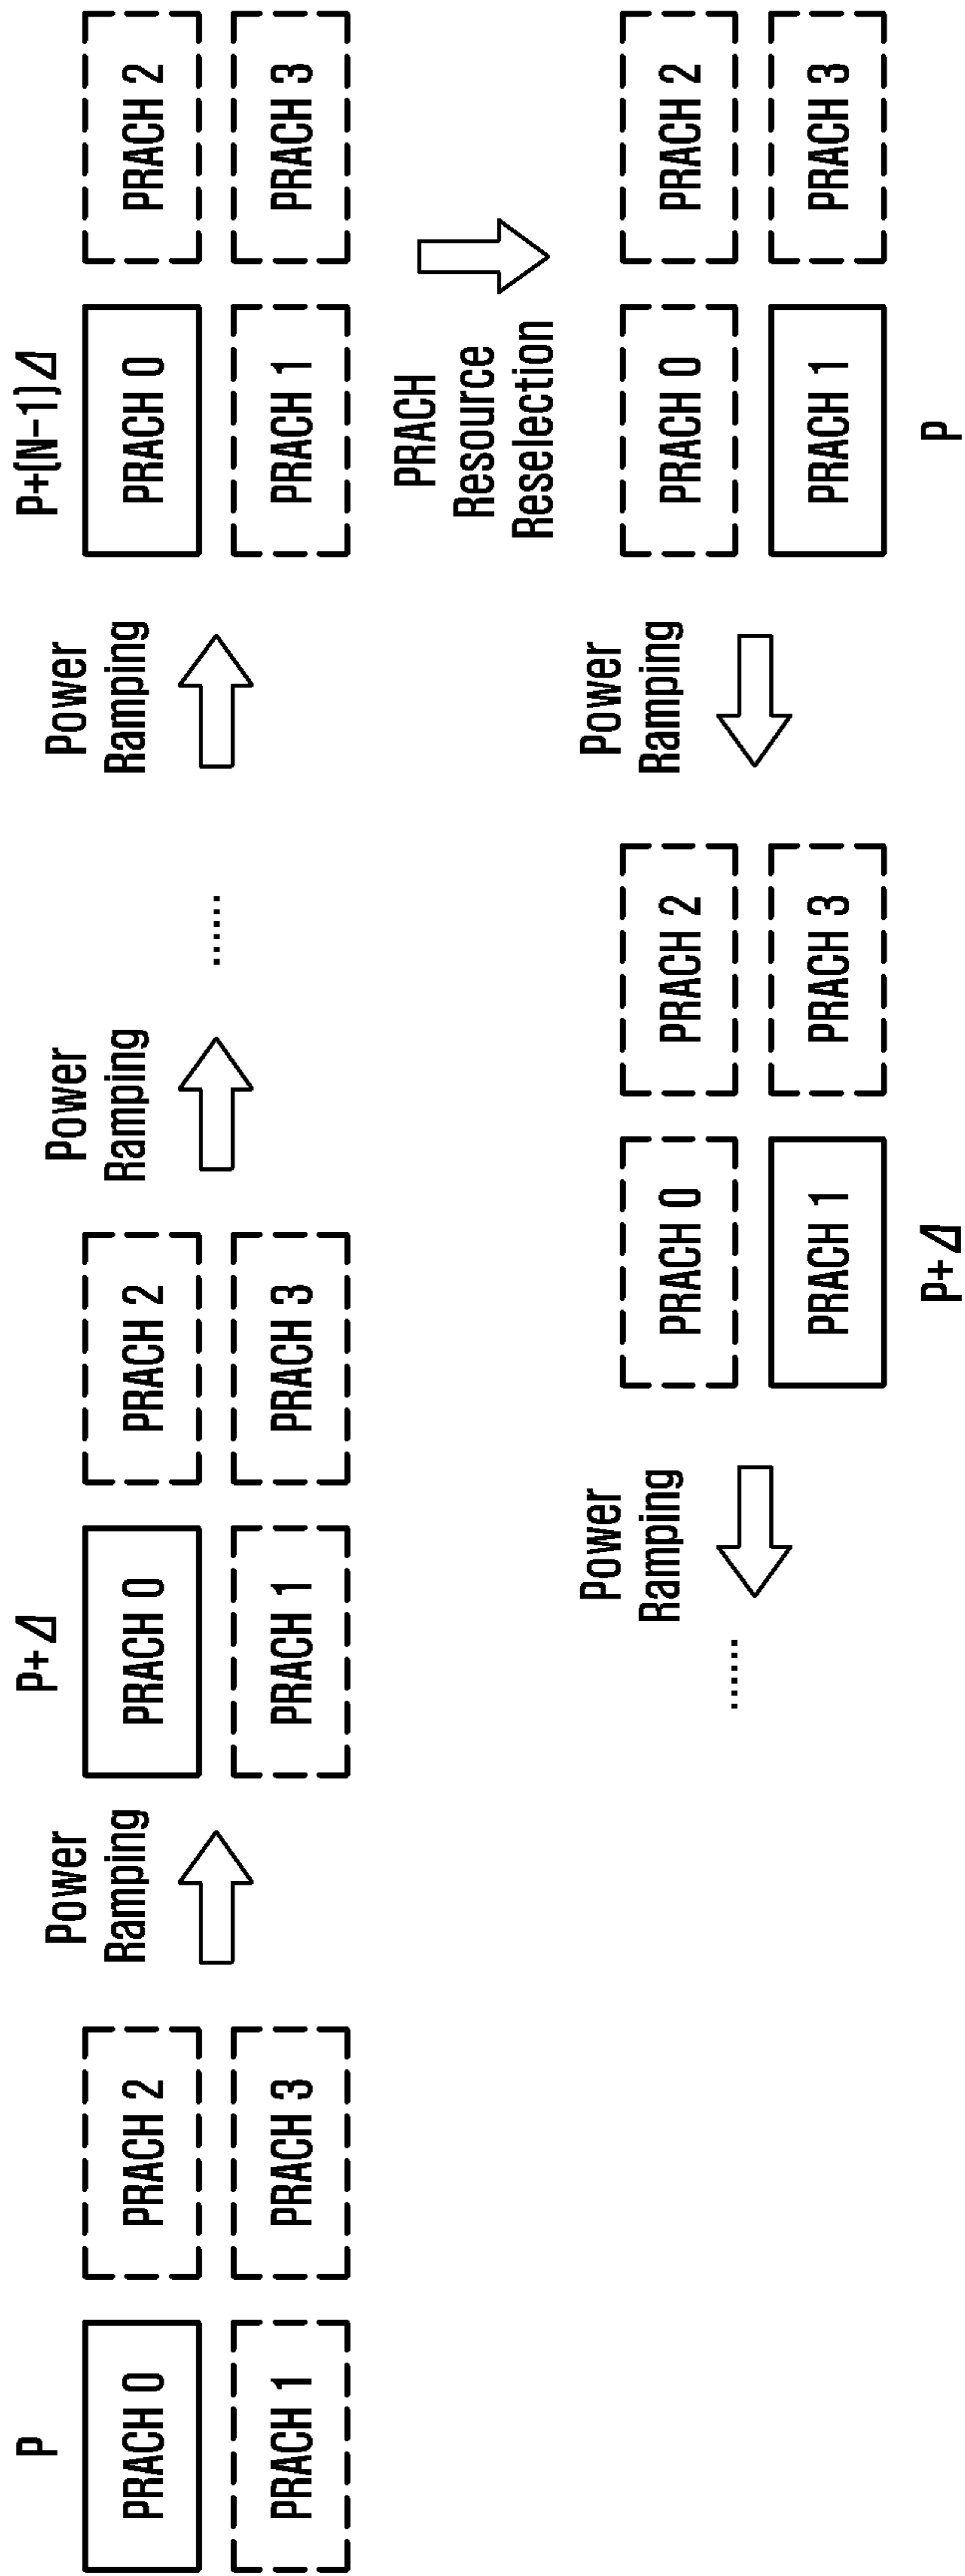 P
PRACH 0
PRACH 2
PRACH 1
PRACH 3
Power
Ramping
P+Δ
PRACH 0
PRACH 2
PRACH 1
PRACH 3
Power
Ramping
......
Power
Ramping
P+(N-1)Δ
PRACH 0
PRACH 2
PRACH 1
PRACH 3
PRACH
Resource
Reselection
PRACH 0
PRACH 2
PRACH 1
PRACH 3
P
Power
Ramping
PRACH 0
PRACH 2
PRACH 1
PRACH 3
P+Δ
Power
Ramping
......